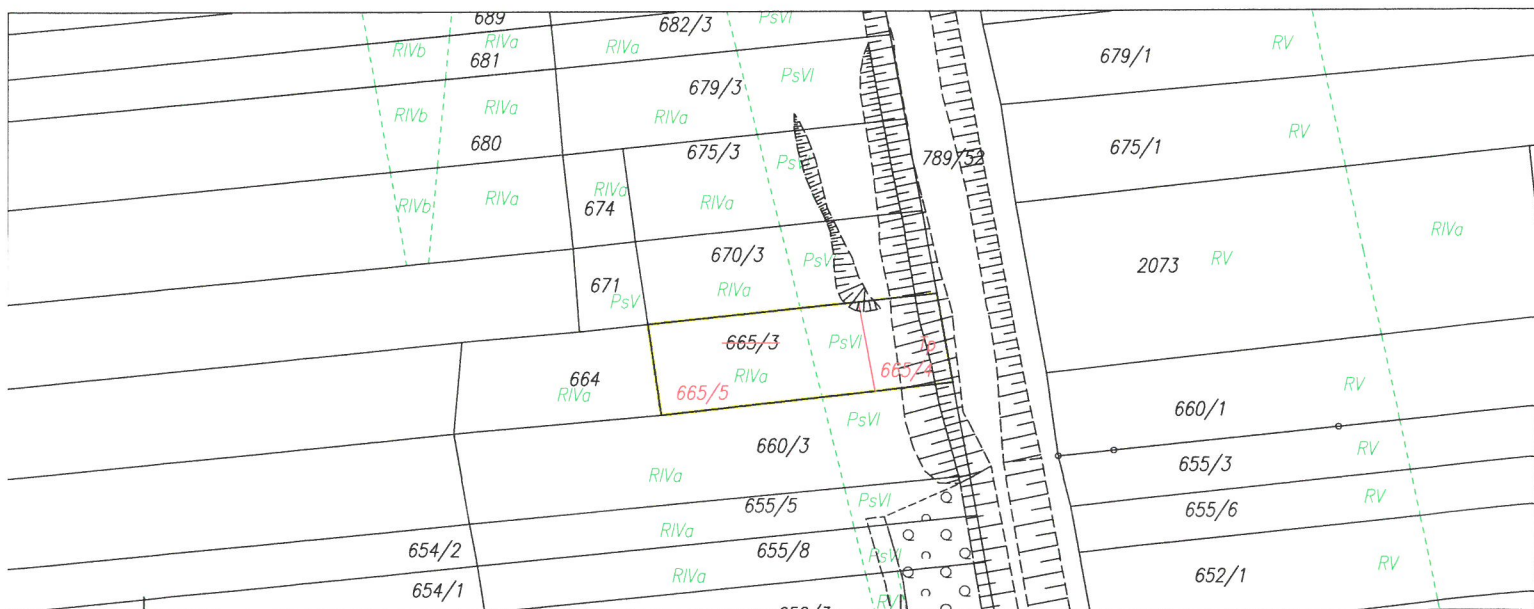 689
682/3
PsVI
RIVb
RIVa
RIVa
681
679/1
RV
679/3
PsVI
RIVb
RIVa
RIVa
680
675/3
789/52
675/1
RV
RIVb
RIVa
RIVa
674
RIVa
670/3
2073
RV
RIVa
671
PsV
RIVa
665/3
PsVI
Tp
664
RIVa
RIVa
665/5
665/4
RV
660/1
660/3
PsVI
RIVa
655/3
RV
655/5
PsVI
655/6
RV
RIVa
654/2
655/8
PsVI
RIVa
654/1
652/1
RV